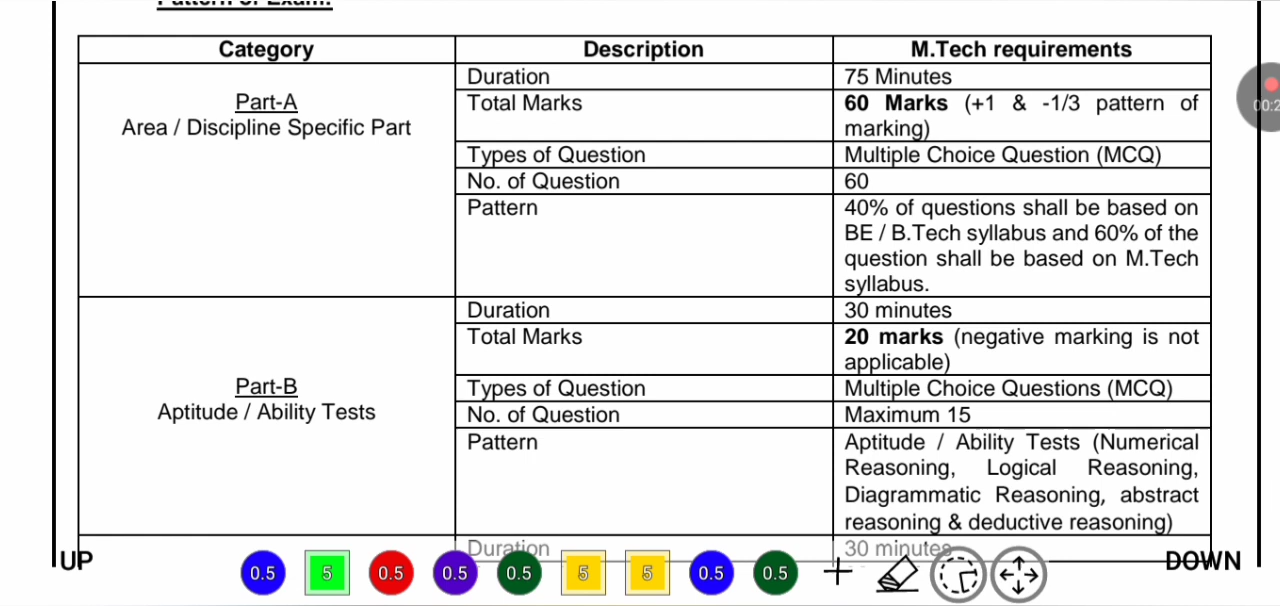 Pattern of Exam:
Category Description M.Tech requirements
Part-A
Area / Discipline Specific Part
Duration 75 Minutes
Total Marks 60 Marks (+1 & -1/3 pattern of
marking)
Types of Question Multiple Choice Question (MCQ)
No. of Question 60
Pattern 40% of questions shall be based on
BE / B.Tech syllabus and 60% of the
question shall be based on M.Tech
syllabus.
Part-B
Aptitude / Ability Tests
Duration 30 minutes
Total Marks 20 marks (negative marking is not
applicable)
Types of Question Multiple Choice Questions (MCQ)
No. of Question Maximum 15
Pattern Aptitude / Ability Tests (Numerical
Reasoning, Logical Reasoning,
Diagrammatic Reasoning, abstract
reasoning & deductive reasoning)
Duration 30 minutes
UP DOWN
0.5 5 0.5 0.5 0.5 5 5 0.5 0.5
00:2